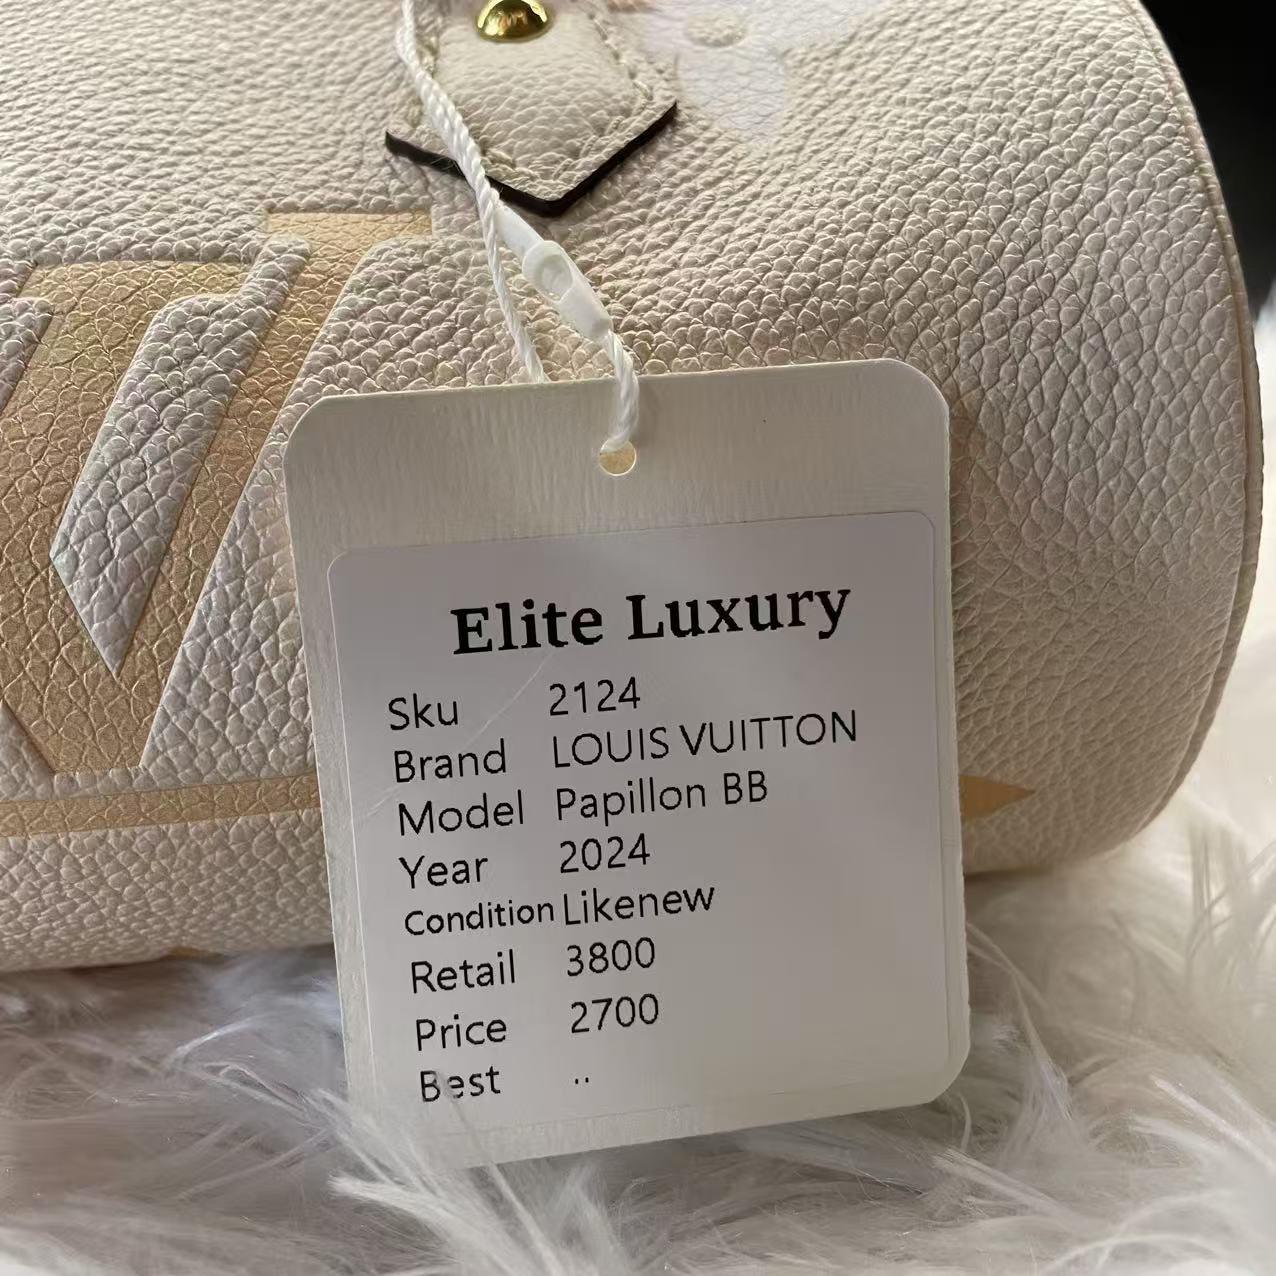 Elite Luxury
Sku 2124
Brand LOUIS VUITTON
Model Papillon BB
Year 2024
Condition Likenew
Retail 3800
Price 2700
Best ..